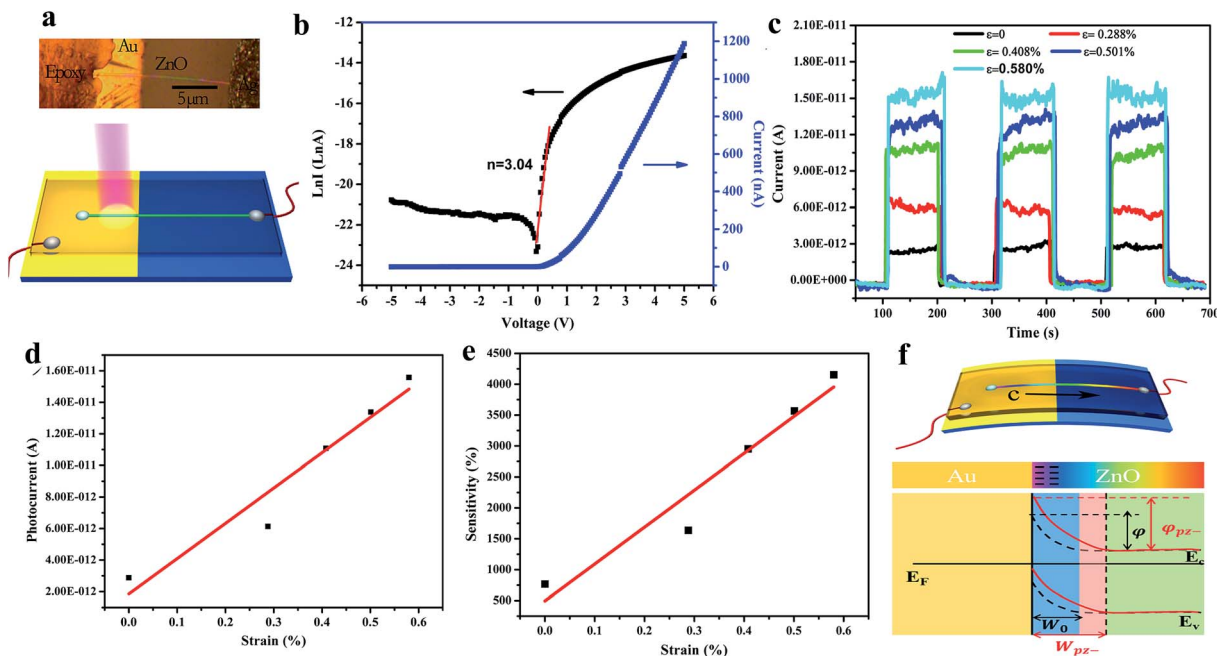 a
Au
ZnO
Epoxy
5μm
b
-12
-14
-16
-18
-20
-22
-24
LnI (LnA)
n=3.04
1200
1000
800
600
400
200
0
Current (nA)
-6 -5 -4 -3 -2 -1 0 1 2 3 4 5 6
Voltage (V)
c
ε=0 ε= 0.288%
ε=0.408% ε=0.501%
ε=0.580%
2.10E-011
1.80E-011
1.50E-011
1.20E-011
9.00E-012
6.00E-012
3.00E-012
0.00E+000
Current (A)
100 200 300 400 500 600 700
Time (s)
d
1.60E-011
1.40E-011
1.20E-011
1.00E-011
8.00E-012
6.00E-012
4.00E-012
2.00E-012
Photocurrent (A)
0.0 0.1 0.2 0.3 0.4 0.5 0.6
Strain (%)
e
4500
4000
3500
3000
2500
2000
1500
1000
500
Sensitivity (%)
0.0 0.1 0.2 0.3 0.4 0.5 0.6
Strain (%)
f
c
Au ZnO
φ φpz−
Ec
EF
W0 Ev
Wpz−